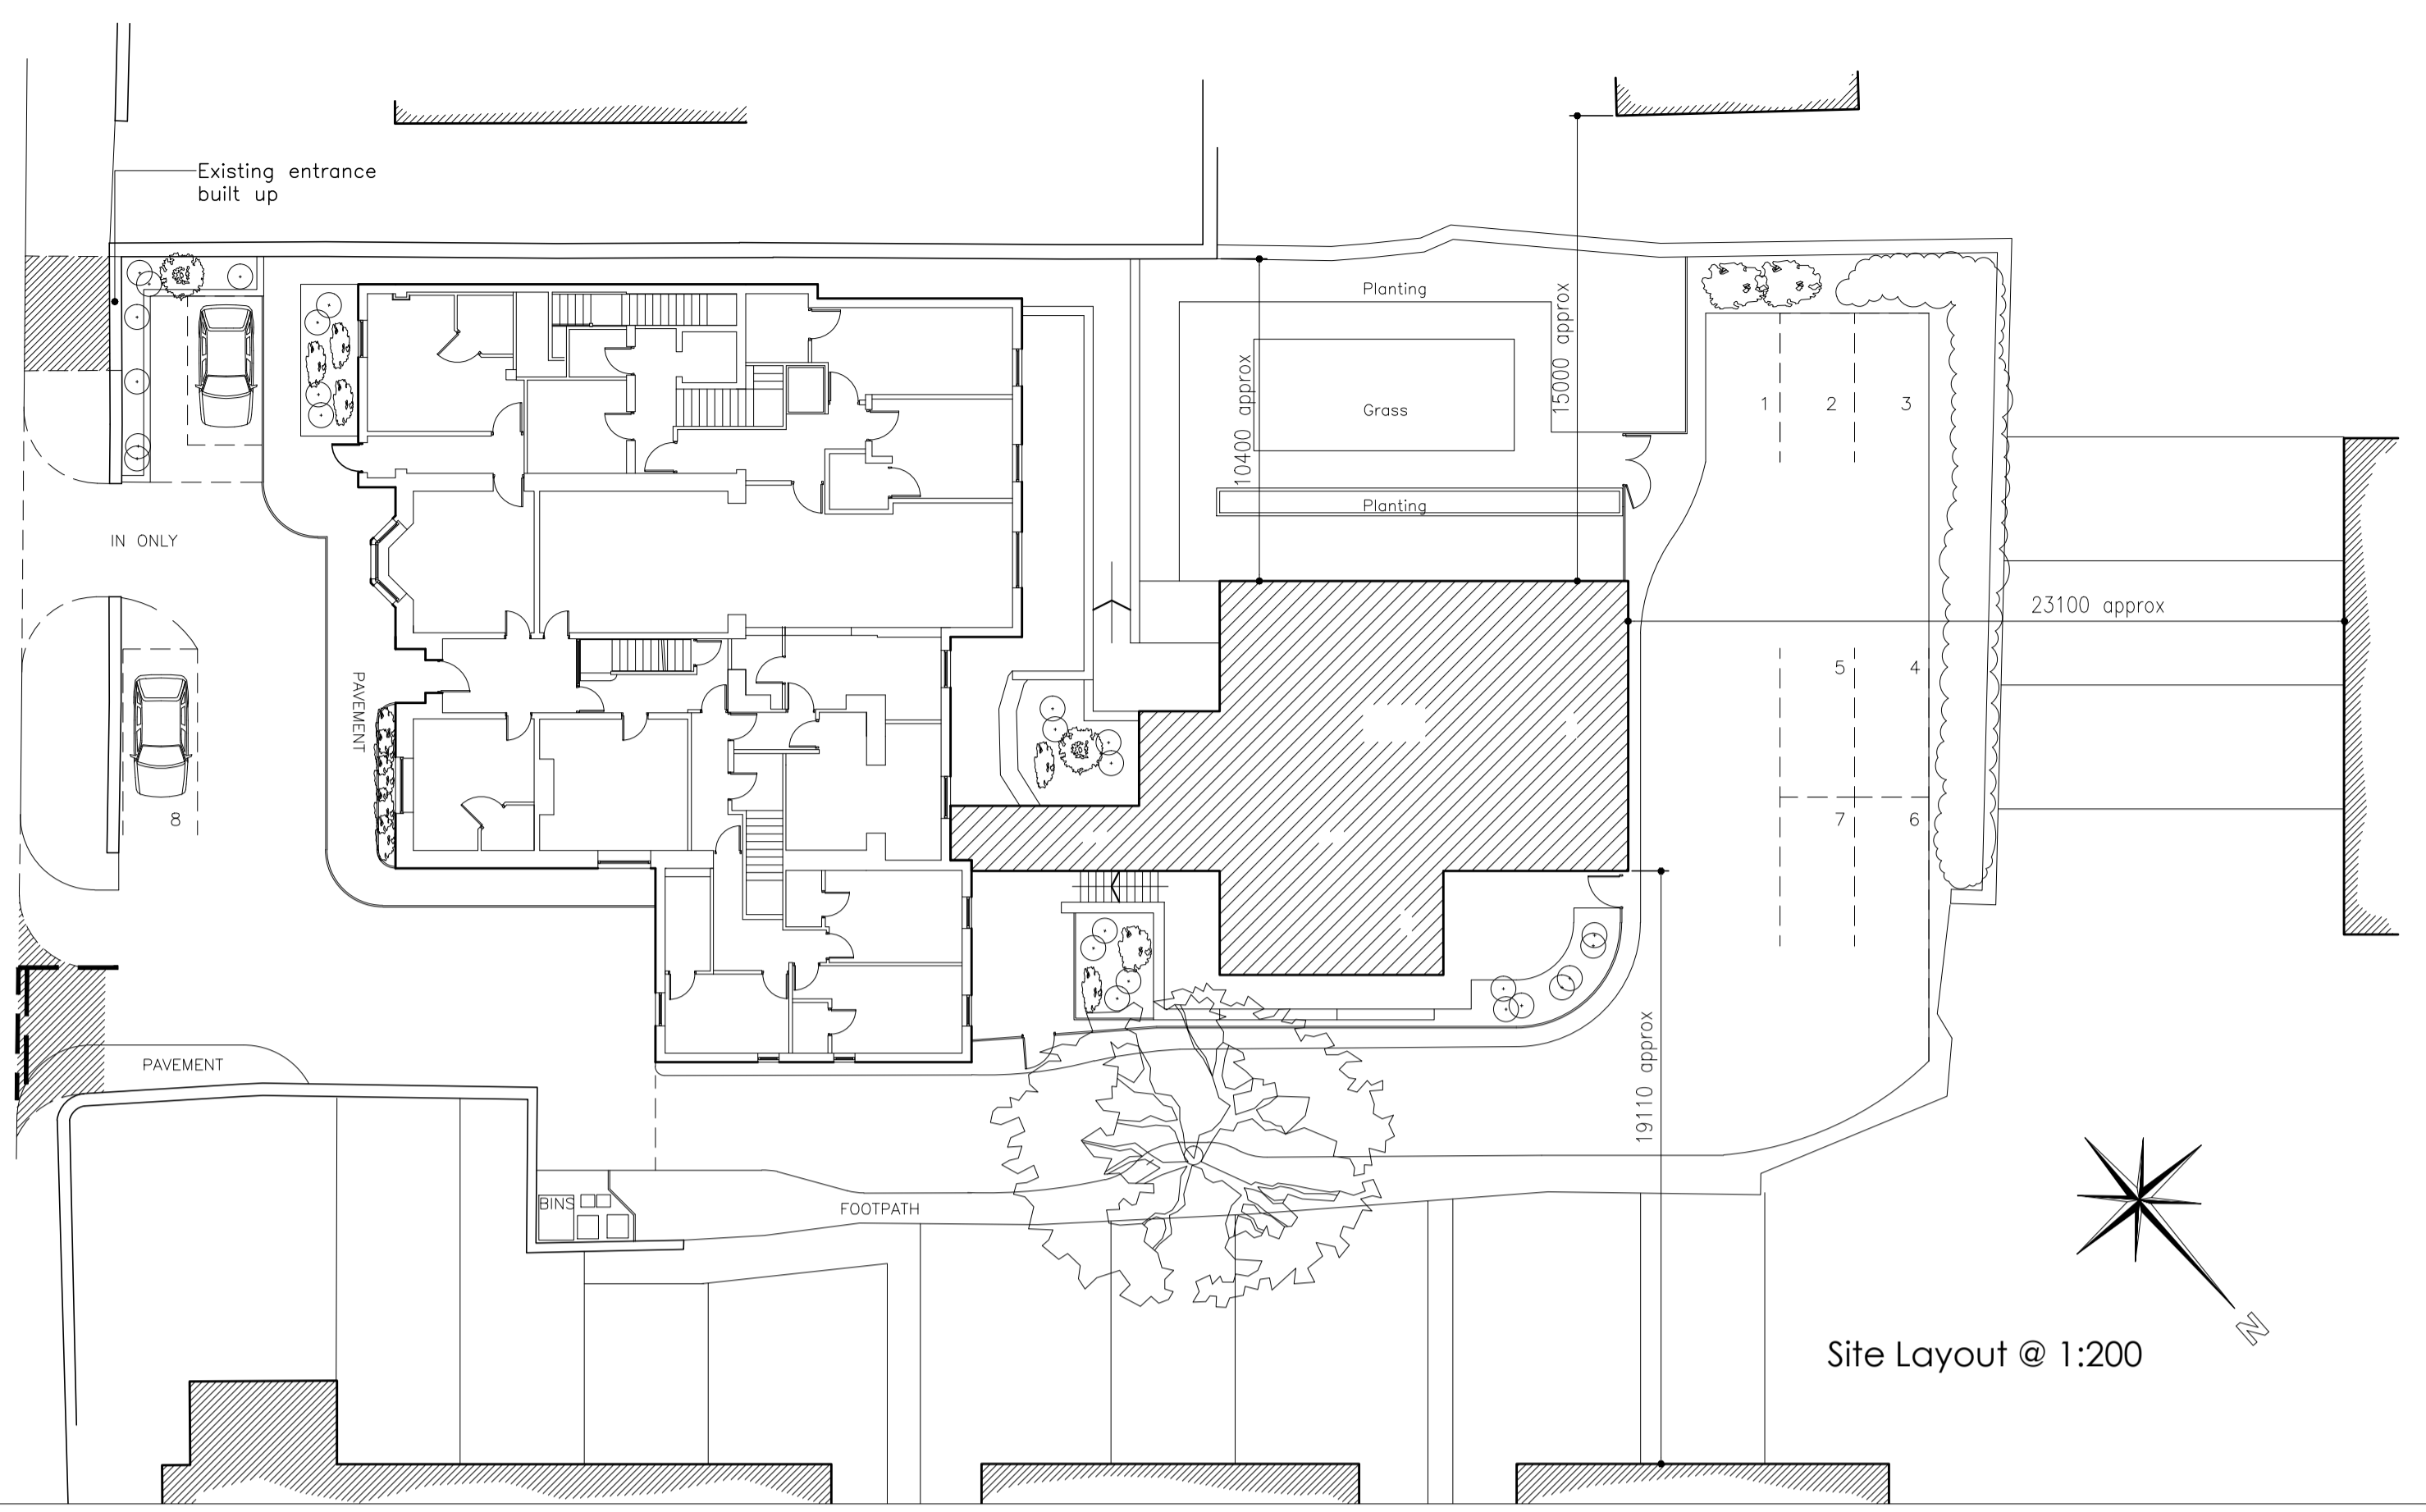 Existing entrance
built up
Planting
15000 approx
10400 approx
Grass
1
2
3
Planting
IN ONLY
23100 approx
5
4
PAVEMENT
8
7
6
19110 approx
PAVEMENT
BINS
FOOTPATH
N
Site Layout @ 1:200